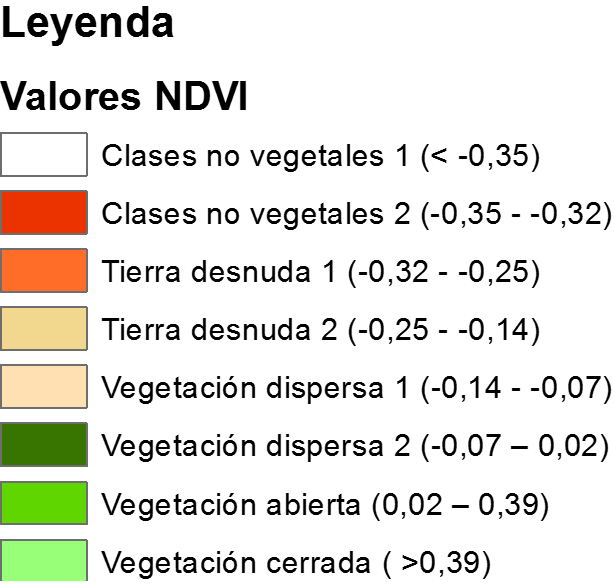 Leyenda
Valores NDVI
Clases no vegetales 1 (< -0,35)
Clases no vegetales 2 (-0,35 - -0,32)
Tierra desnuda 1 (-0,32 - -0,25)
Tierra desnuda 2 (-0,25 - -0,14)
Vegetación dispersa 1 (-0,14 - -0,07)
Vegetación dispersa 2 (-0,07 – 0,02)
Vegetación abierta (0,02 – 0,39)
Vegetación cerrada ( >0,39)